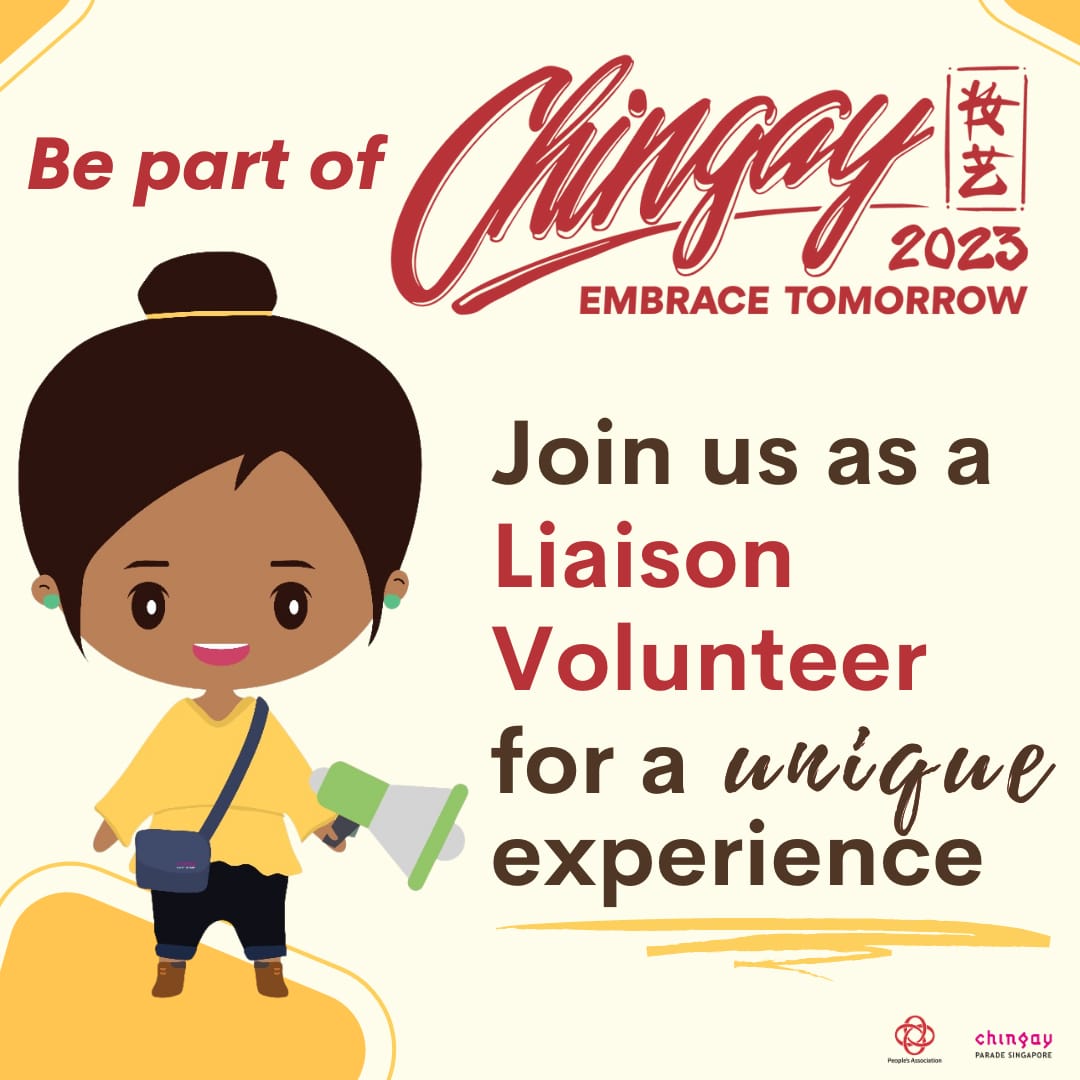 Be part of
Chingay
妆艺
2023
EMBRACE TOMORROW
Join us as a
Liaison
Volunteer
for a unique
experience
People's Association
chingay
PARADE SINGAPORE